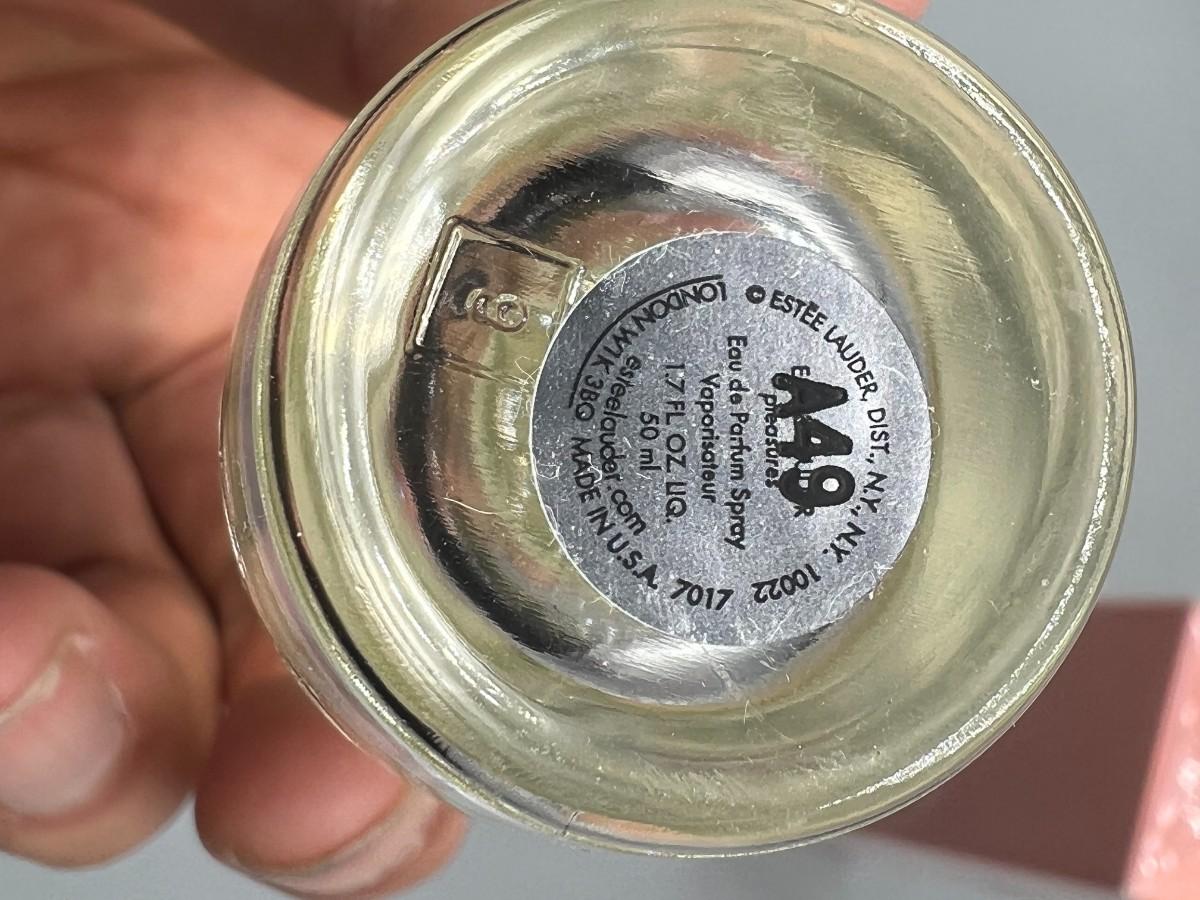 © ESTĒE LAUDER, DIST., N.Y., N.Y. 10022
LONDON W1K 3BQ MADE IN U.S.A. 7017
A49
pleasures
Eau de Parfum Spray
Vaporisateur
1.7 FL. OZ. LIQ.
50 ml
esteelauder.com